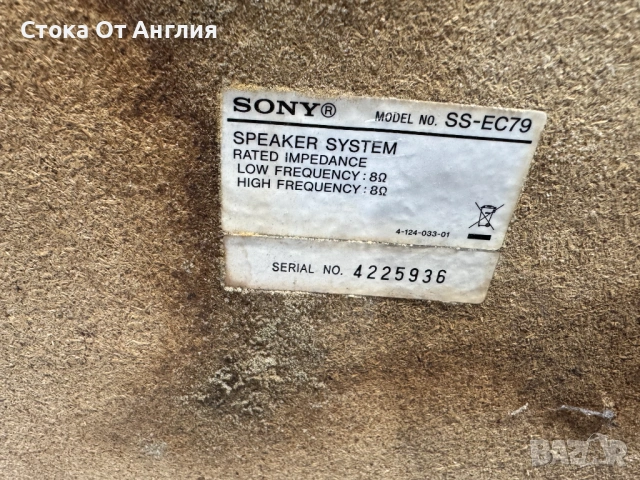 Стока От Англия
SONY® MODEL NO. SS-EC79
SPEAKER SYSTEM
RATED IMPEDANCE
LOW FREQUENCY : 8Ω
HIGH FREQUENCY : 8Ω
4-124-033-01
SERIAL NO. 4225936
BAZAR